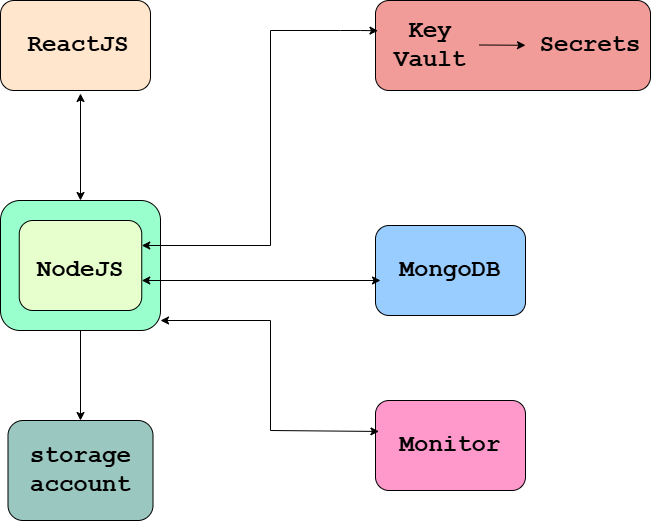 ReactJS
Key
Vault
Secrets
NodeJS
MongoDB
storage
account
Monitor